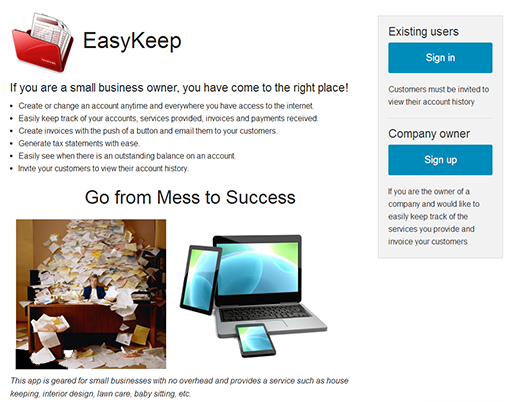 EasyKeep
If you are a small business owner, you have come to the right place!
• Create or change an account anytime and everywhere you have access to the internet.
• Easily keep track of your accounts, services provided, invoices and payments received.
• Create invoices with the push of a button and email them to your customers.
• Generate tax statements with ease.
• Easily see when there is an outstanding balance on an account
• Invite your customers to view their account history.
Go from Mess to Success
This app is geared for small businesses with no overhead and provides a service such as house
keeping, interior design, lawn care, baby sitting, etc.
Existing users
Sign in
Customers must be invited to
view their account history
Company owner
Sign up
If you are the owner of a
company and would like to
easily keep track of the
services you provide and
invoice your customers